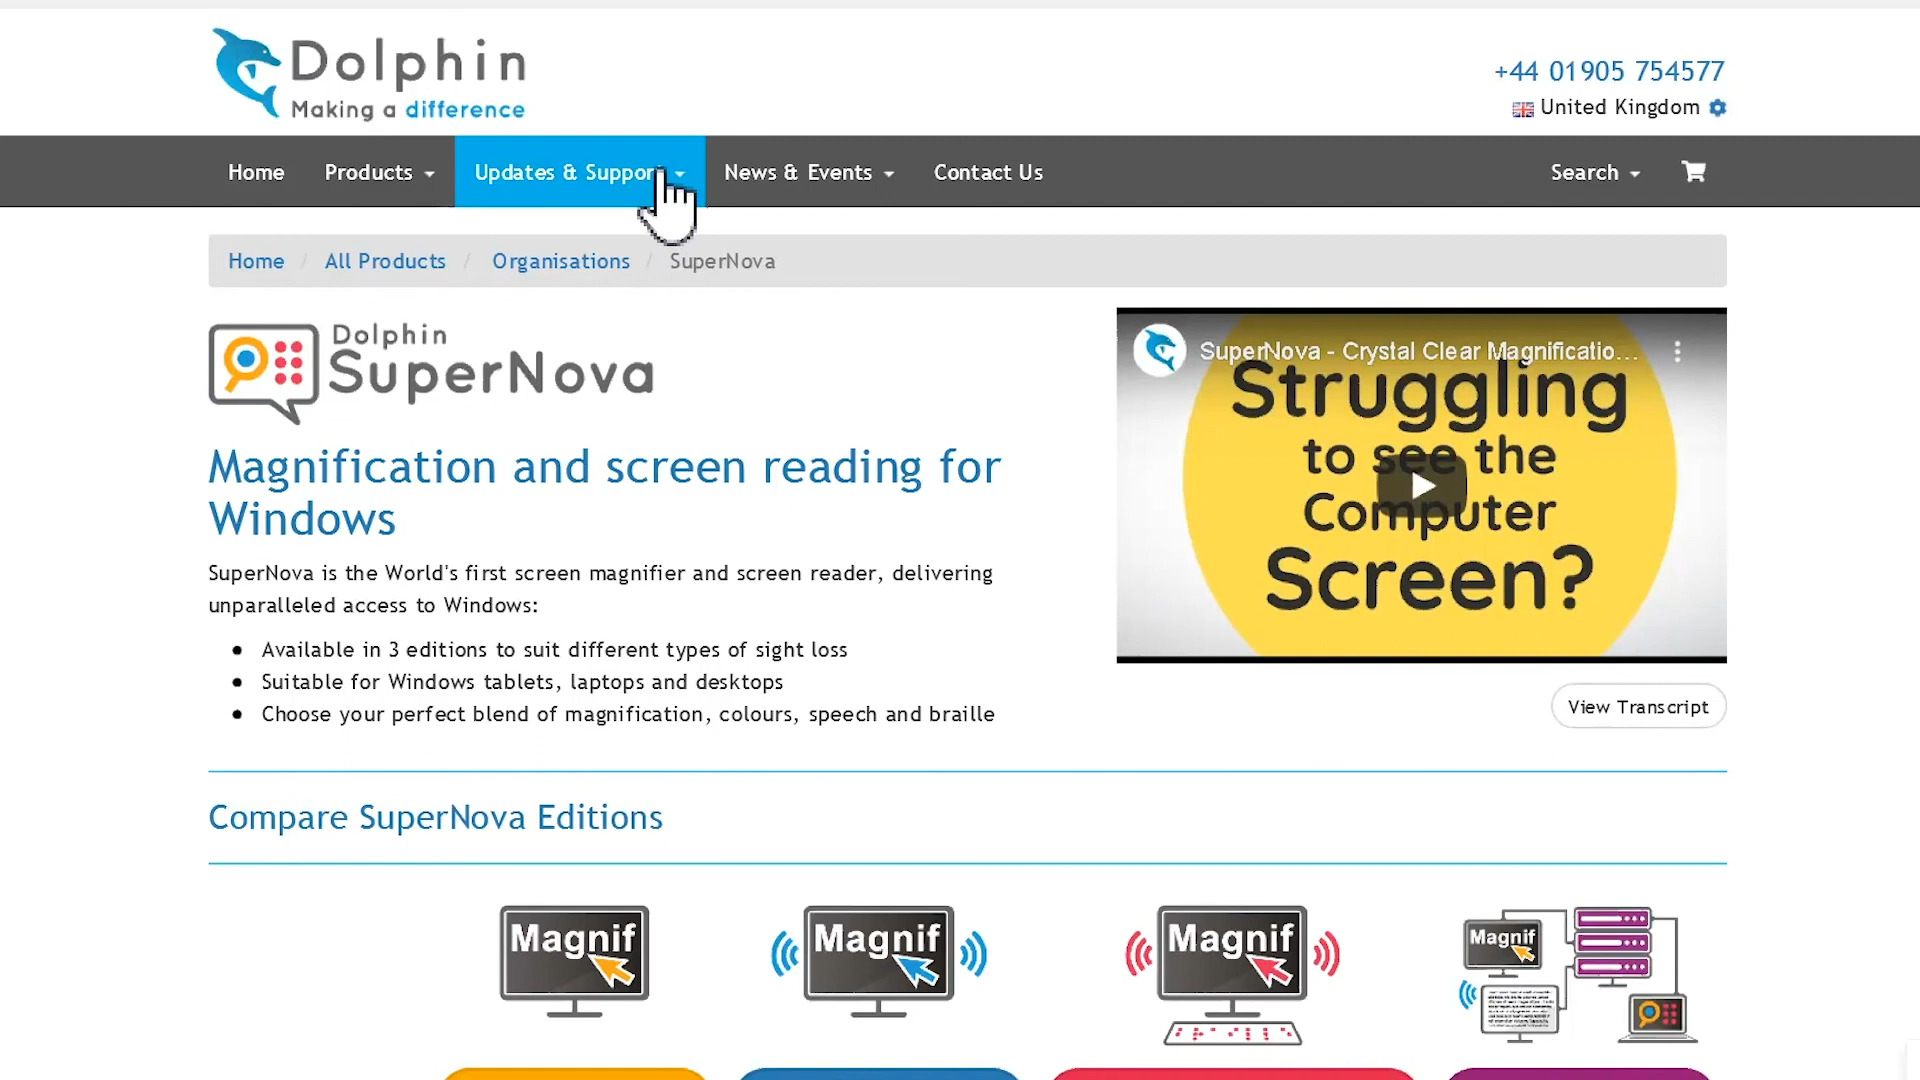 Dolphin
Making a difference
+44 01905 754577
United Kingdom
Home Products Updates & Support News & Events Contact Us Search
Home / All Products / Organisations / SuperNova
Dolphin
SuperNova
Magnification and screen reading for
Windows
SuperNova is the World's first screen magnifier and screen reader, delivering
unparalleled access to Windows:
Available in 3 editions to suit different types of sight loss
Suitable for Windows tablets, laptops and desktops
Choose your perfect blend of magnification, colours, speech and braille
SuperNova - Crystal Clear Magnificatio...
Struggling
to see the
Computer
Screen?
View Transcript
Compare SuperNova Editions
Magnif Magnif Magnif Magnif